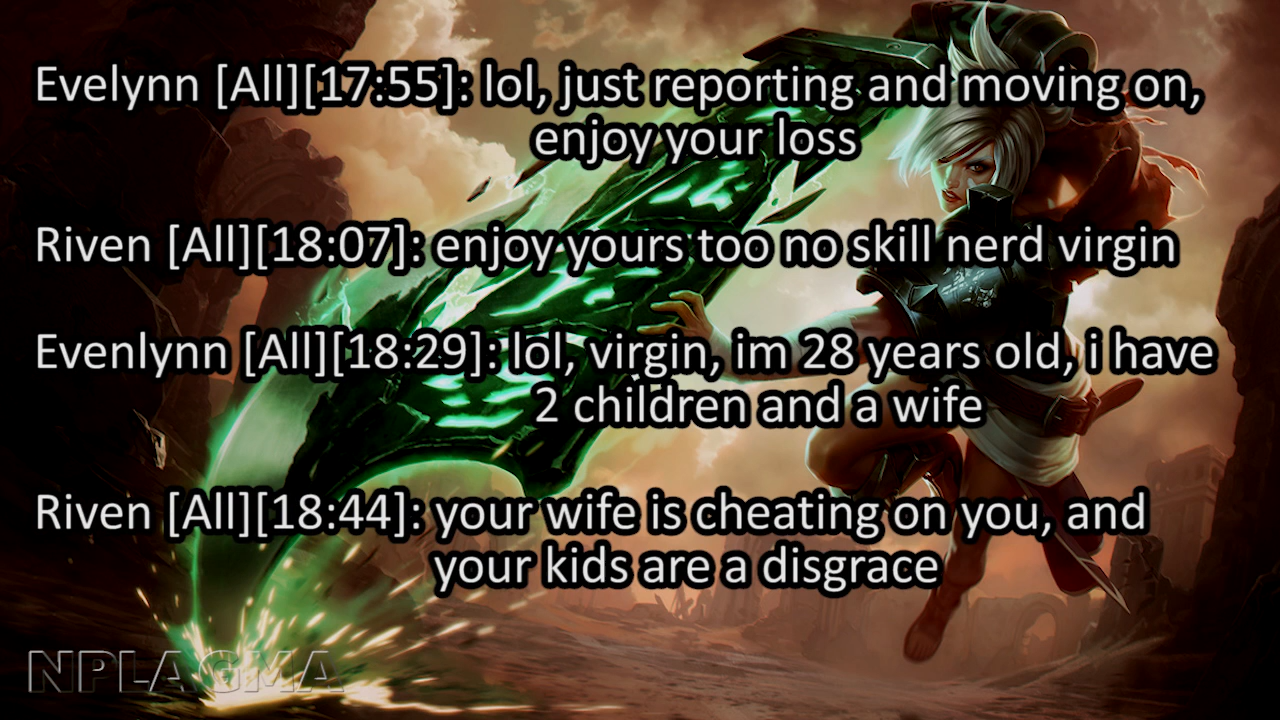 Evelynn [All][17:55]: lol, just reporting and moving on,
enjoy your loss
Riven [All][18:07]: enjoy yours too no skill nerd virgin
Evenlynn [All][18:29]: lol, virgin, im 28 years old, i have
2 children and a wife
Riven [All][18:44]: your wife is cheating on you, and
your kids are a disgrace
NPLAGMA